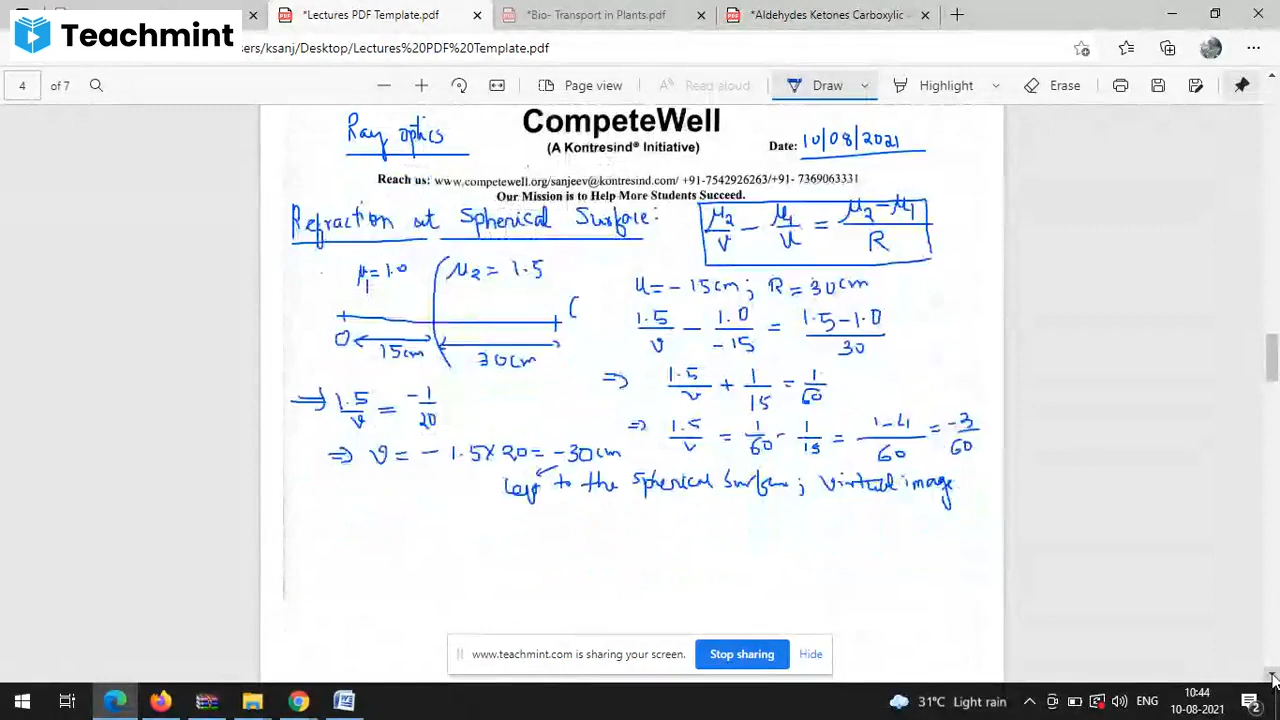 Teachmint
*Lectures PDF Template.pdf
*Bio- Transport in Plants.pdf
*Aldehydes Ketones Carboxylic
ers/ksanj/Desktop/Lectures%20PDF%20Template.pdf
4 of 7
Page view
Read aloud
Draw
Highlight
Erase
Ray optics
CompeteWell
(A Kontresind® Initiative)
Date: 10/08/2021
Reach us: www.competewell.org/sanjeev@kontresind.com/ +91-7542926263/+91- 7369063331
Our Mission is to Help More Students Succeed.
Refraction at Spherical Surface:
μ2/v - μ1/u = μ2-μ1/R
μ1=1.0
μ2=1.5
u=-15cm; R=30cm
O
15cm
30cm
C
1.5/v - 1.0/-15 = 1.5-1.0/30
⇒ 1.5/v + 1/15 = 1/60
⇒ 1.5/v = 1/60 - 1/15 = 1-4/60 = -3/60
⇒ 1.5/v = -1/20
⇒ v = -1.5×20 = -30cm
left to the spherical surface; virtual image
www.teachmint.com is sharing your screen.
Stop sharing
Hide
31°C Light rain
ENG
10:44
10-08-2021
2